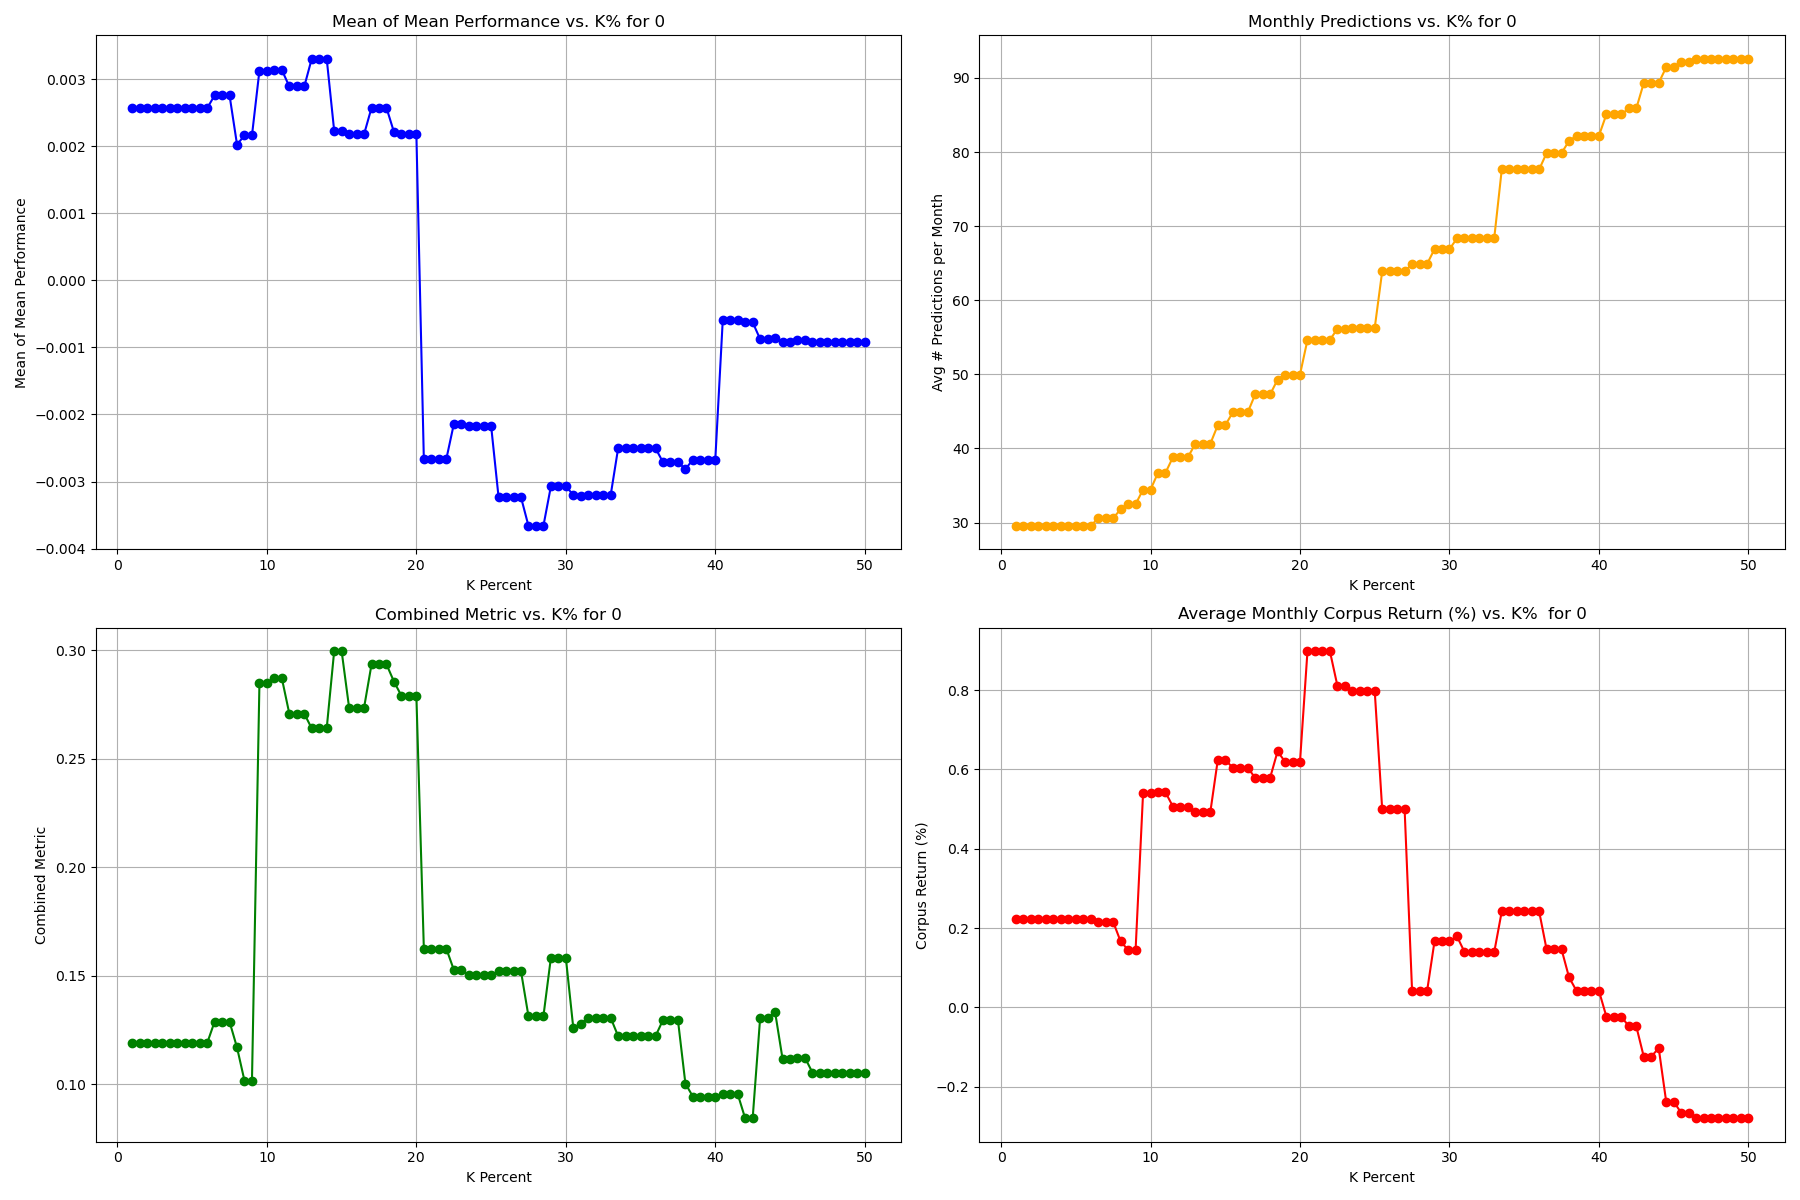 Mean of Mean Performance vs. K% for 0
Mean of Mean Performance
0.003
0.002
0.001
0.000
−0.001
−0.002
−0.003
−0.004
0 10 20 30 40 50
K Percent
Monthly Predictions vs. K% for 0
Avg # Predictions per Month
90
80
70
60
50
40
30
0 10 20 30 40 50
K Percent
Combined Metric vs. K% for 0
Combined Metric
0.30
0.25
0.20
0.15
0.10
0 10 20 30 40 50
K Percent
Average Monthly Corpus Return (%) vs. K%  for 0
Corpus Return (%)
0.8
0.6
0.4
0.2
0.0
−0.2
0 10 20 30 40 50
K Percent